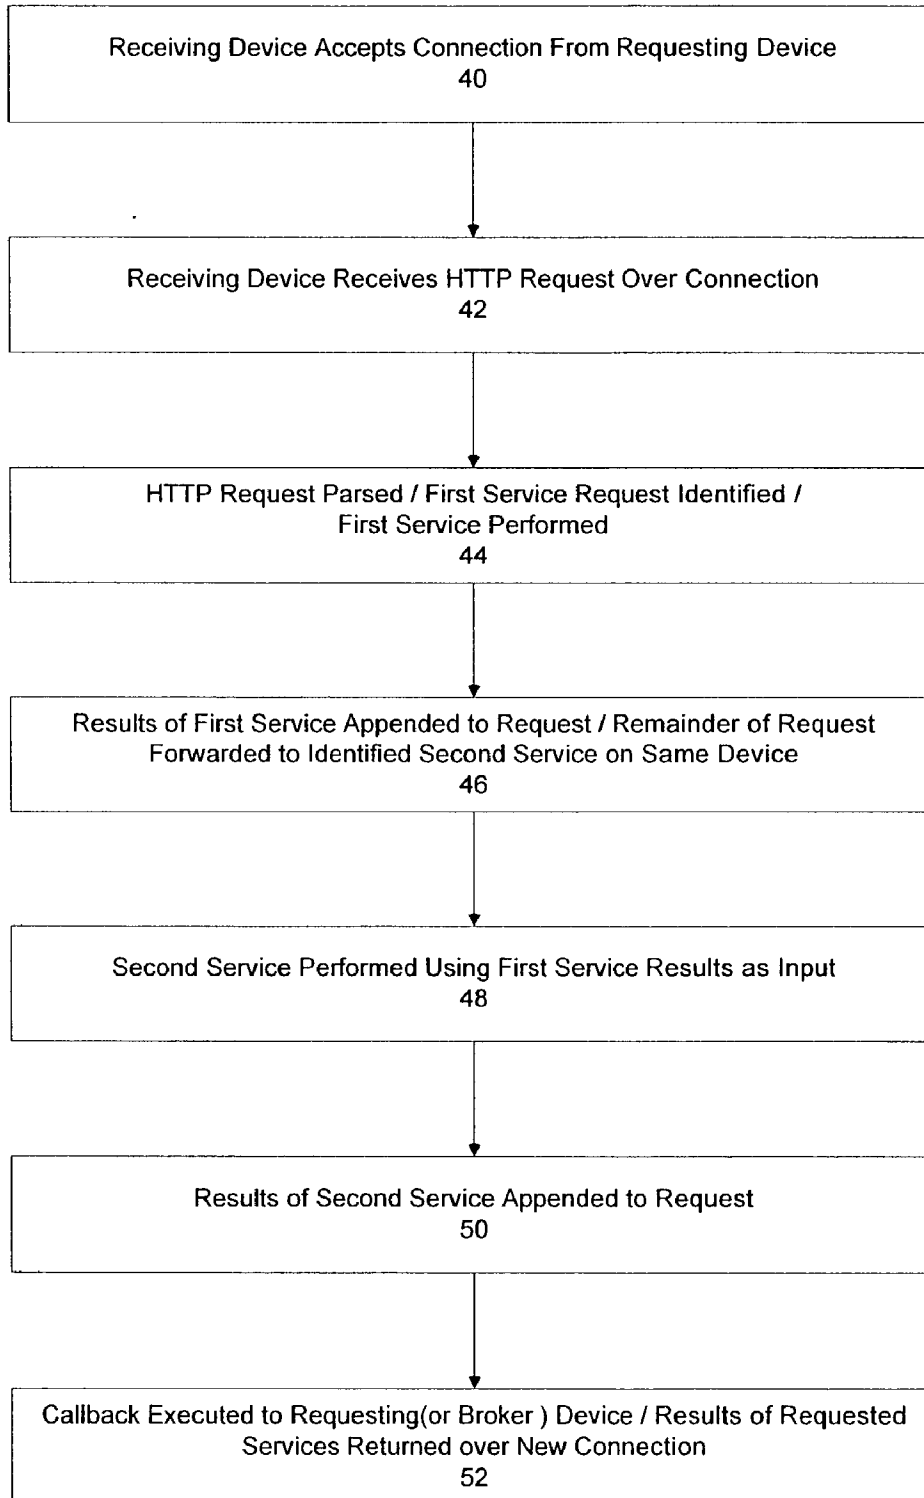 Receiving Device Accepts Connection From Requesting Device
40
Receiving Device Receives HTTP Request Over Connection
42
HTTP Request Parsed / First Service Request Identified /
First Service Performed
44
Results of First Service Appended to Request / Remainder of Request
Forwarded to Identified Second Service on Same Device
46
Second Service Performed Using First Service Results as Input
48
Results of Second Service Appended to Request
50
Callback Executed to Requesting(or Broker ) Device / Results of Requested
Services Returned over New Connection
52